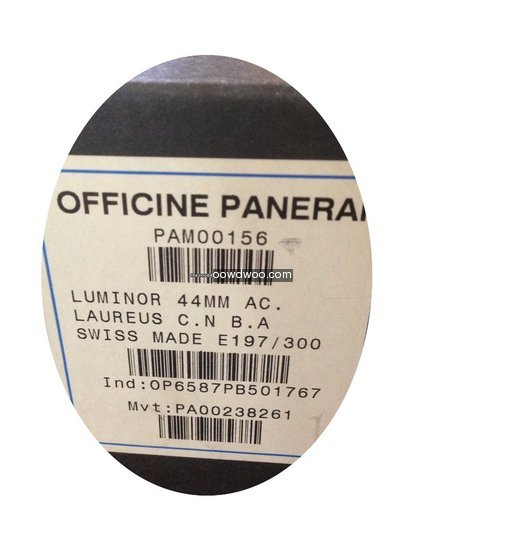 OFFICINE PANERAI
PAM00156
oowdwoo.com
LUMINOR 44MM AC.
LAUREUS C.N B.A
SWISS MADE E197/300
Ind:OP6587PB501767
Mvt:PA00238261